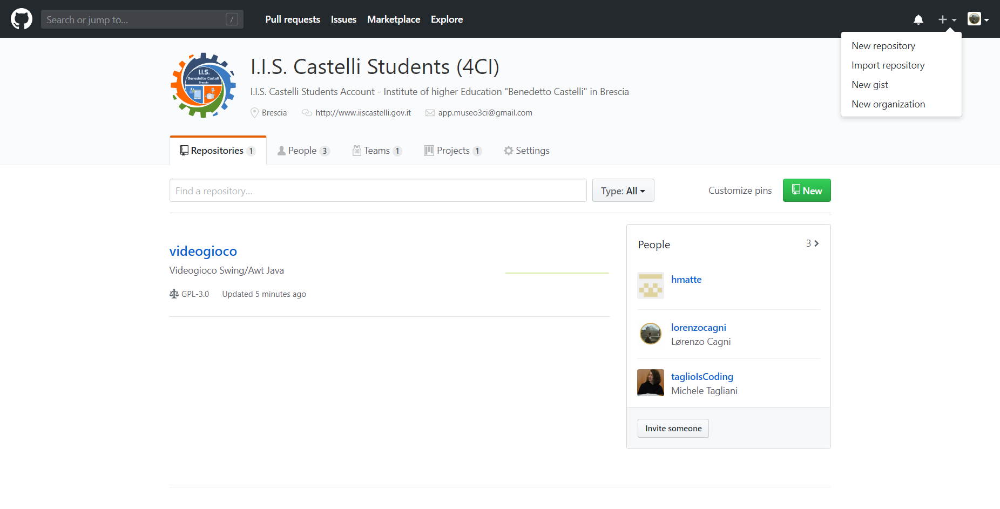 Search or jump to... /
Pull requests Issues Marketplace Explore
New repository
Import repository
New gist
New organization
I.I.S.
Benedetto Castelli
Brescia
I.I.S. Castelli Students (4CI)
I.I.S. Castelli Students Account - Institute of higher Education "Benedetto Castelli" in Brescia
Brescia http://www.iiscastelli.gov.it app.museo3ci@gmail.com
Repositories 1 People 3 Teams 1 Projects 1 Settings
Find a repository... Type: All Customize pins New
videogioco
Videogioco Swing/Awt Java
GPL-3.0 Updated 5 minutes ago
People 3
hmatte
lorenzocagni
Lørenzo Cagni
taglioIsCoding
Michele Tagliani
Invite someone